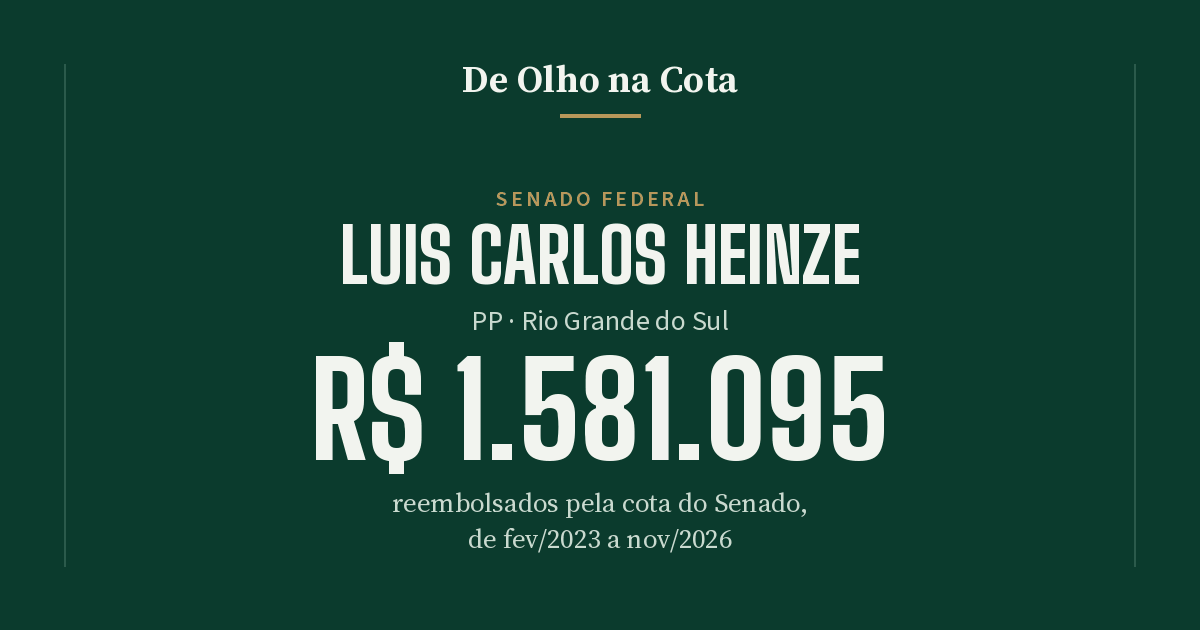 De Olho na Cota
SENADO FEDERAL
LUIS CARLOS HEINZE
PP · Rio Grande do Sul
R$ 1.581.095
reembolsados pela cota do Senado,
de fev/2023 a nov/2026